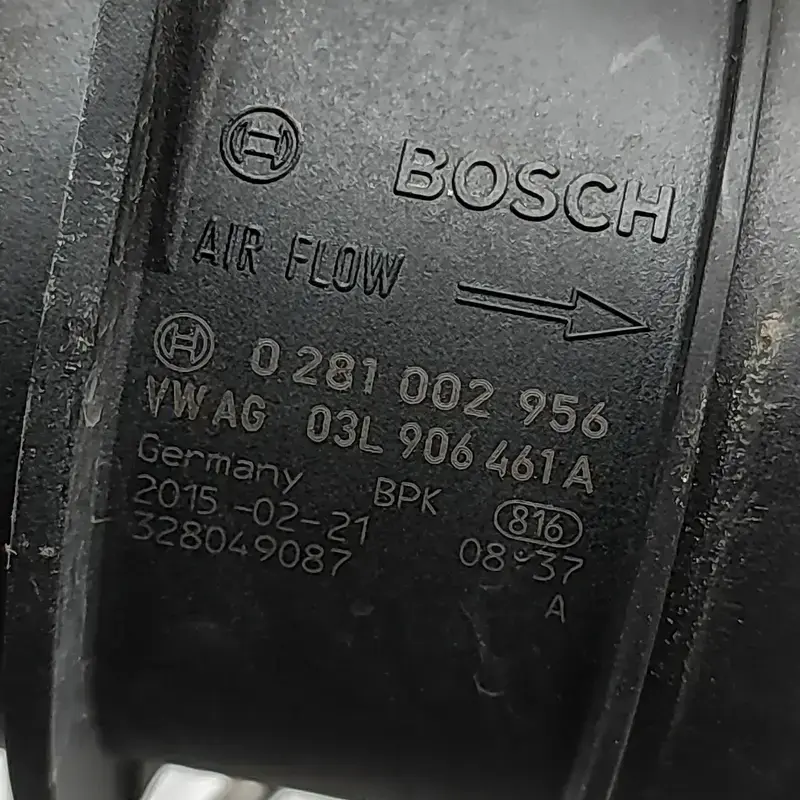 BOSCH
AIR FLOW
0 281 002 956
VW AG 03L 906 461 A
Germany BPK 816
2015-02-21 08:37
328049087 A